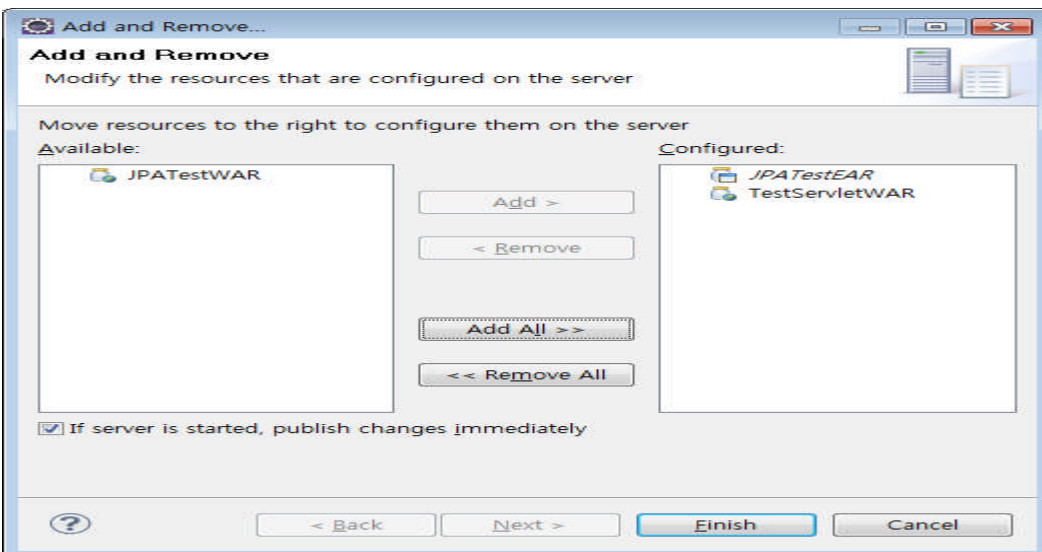 Add and Remove...
Add and Remove
Modify the resources that are configured on the server
Move resources to the right to configure them on the server
Available:
Configured:
JPATestWAR
JPATestEAR
TestServletWAR
Add >
< Remove
Add All >>
<< Remove All
If server is started, publish changes immediately
?
< Back
Next >
Finish
Cancel